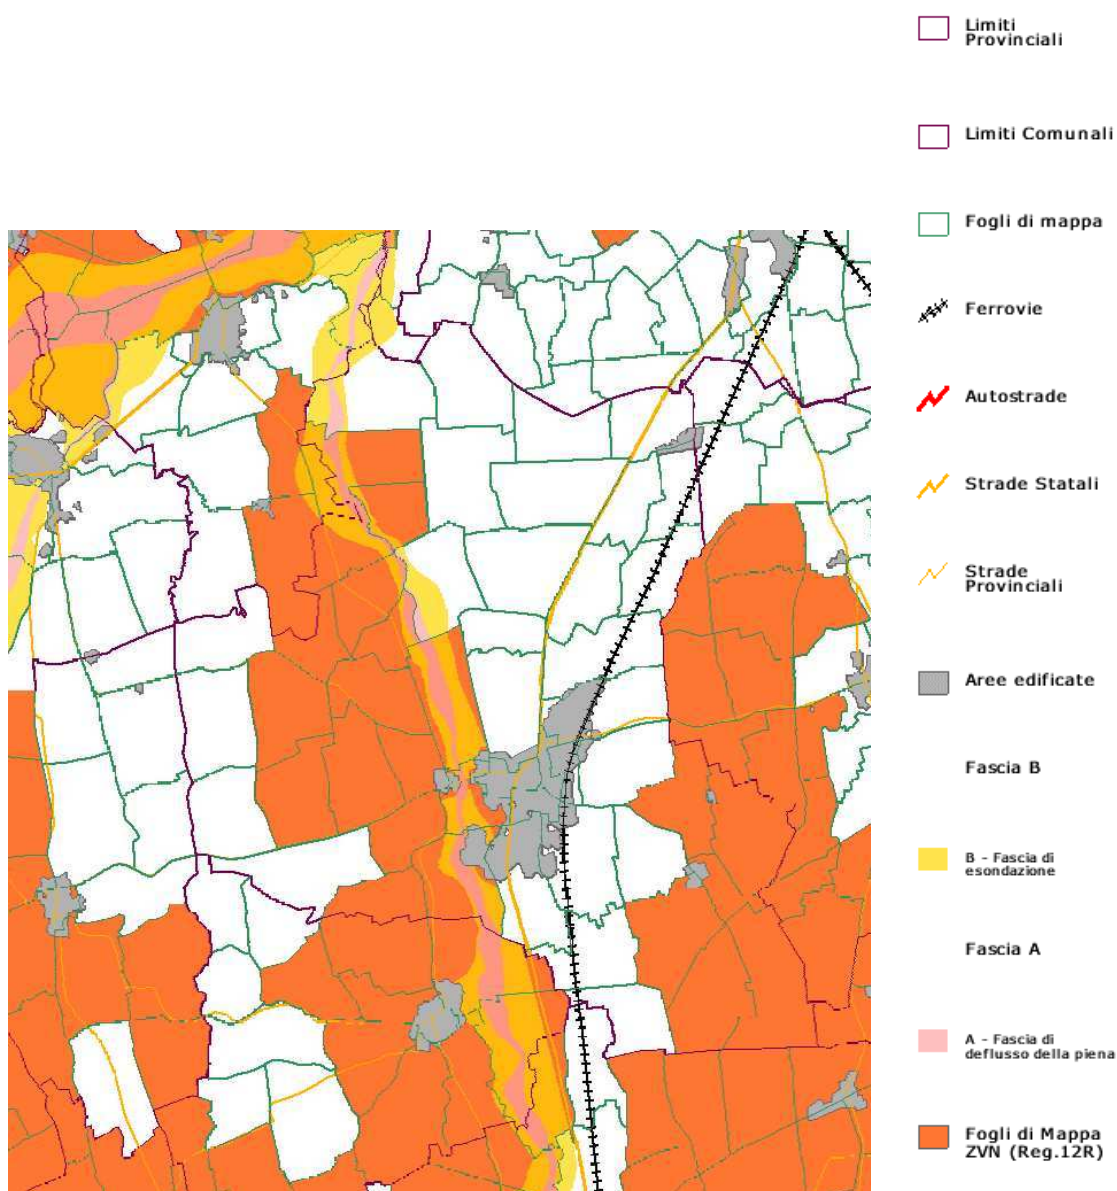 Limiti
Provinciali
Limiti Comunali
Fogli di mappa
Ferrovie
Autostrade
Strade Statali
Strade
Provinciali
Aree edificate
Fascia B
B - Fascia di
esondazione
Fascia A
A - Fascia di
deflusso della piena
Fogli di Mappa
ZVN (Reg.12R)